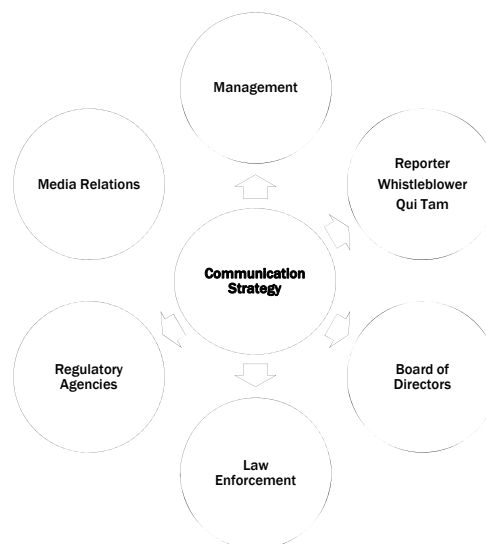 Management
Media Relations
Reporter
Whistleblower
Qui Tam
Communication
Strategy
Regulatory
Agencies
Board of
Directors
Law
Enforcement